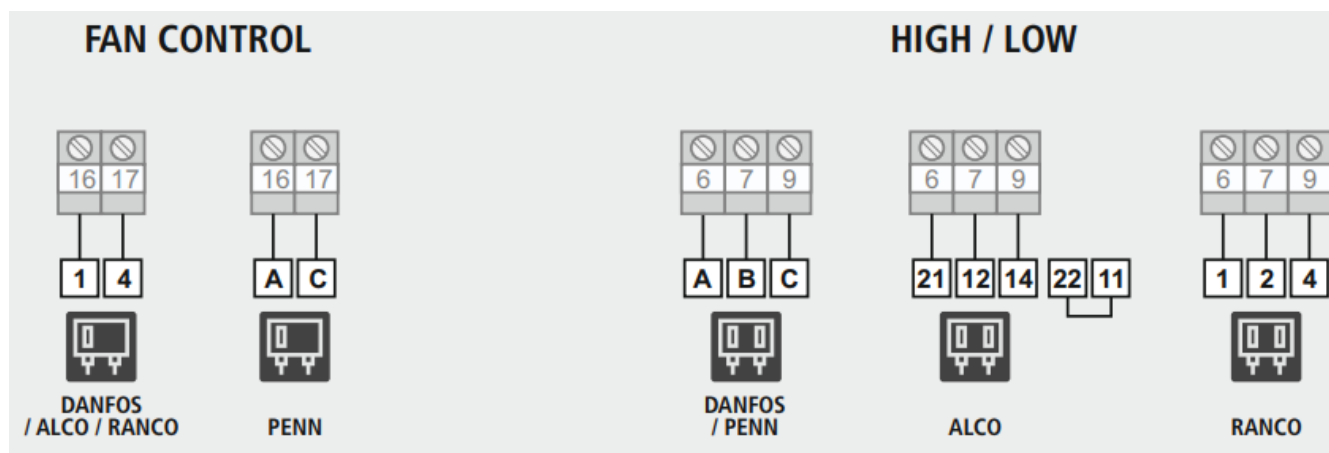 FAN CONTROL
HIGH / LOW
16 17
16 17
6 7 9
6 7 9
6 7 9
1 4
A C
A B C
21 12 14 22 11
1 2 4
DANFOS
/ ALCO / RANCO
PENN
DANFOS
/ PENN
ALCO
RANCO